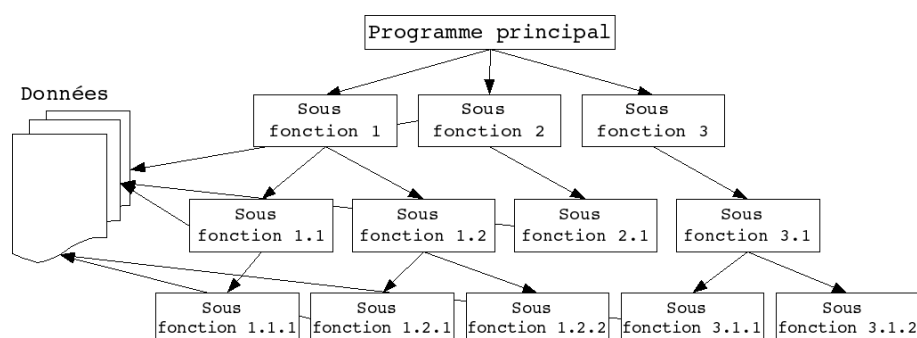 Programme principal
Données
Sous
fonction 1
Sous
fonction 2
Sous
fonction 3
Sous
fonction 1.1
Sous
fonction 1.2
Sous
fonction 2.1
Sous
fonction 3.1
Sous
fonction 1.1.1
Sous
fonction 1.2.1
Sous
fonction 1.2.2
Sous
fonction 3.1.1
Sous
fonction 3.1.2